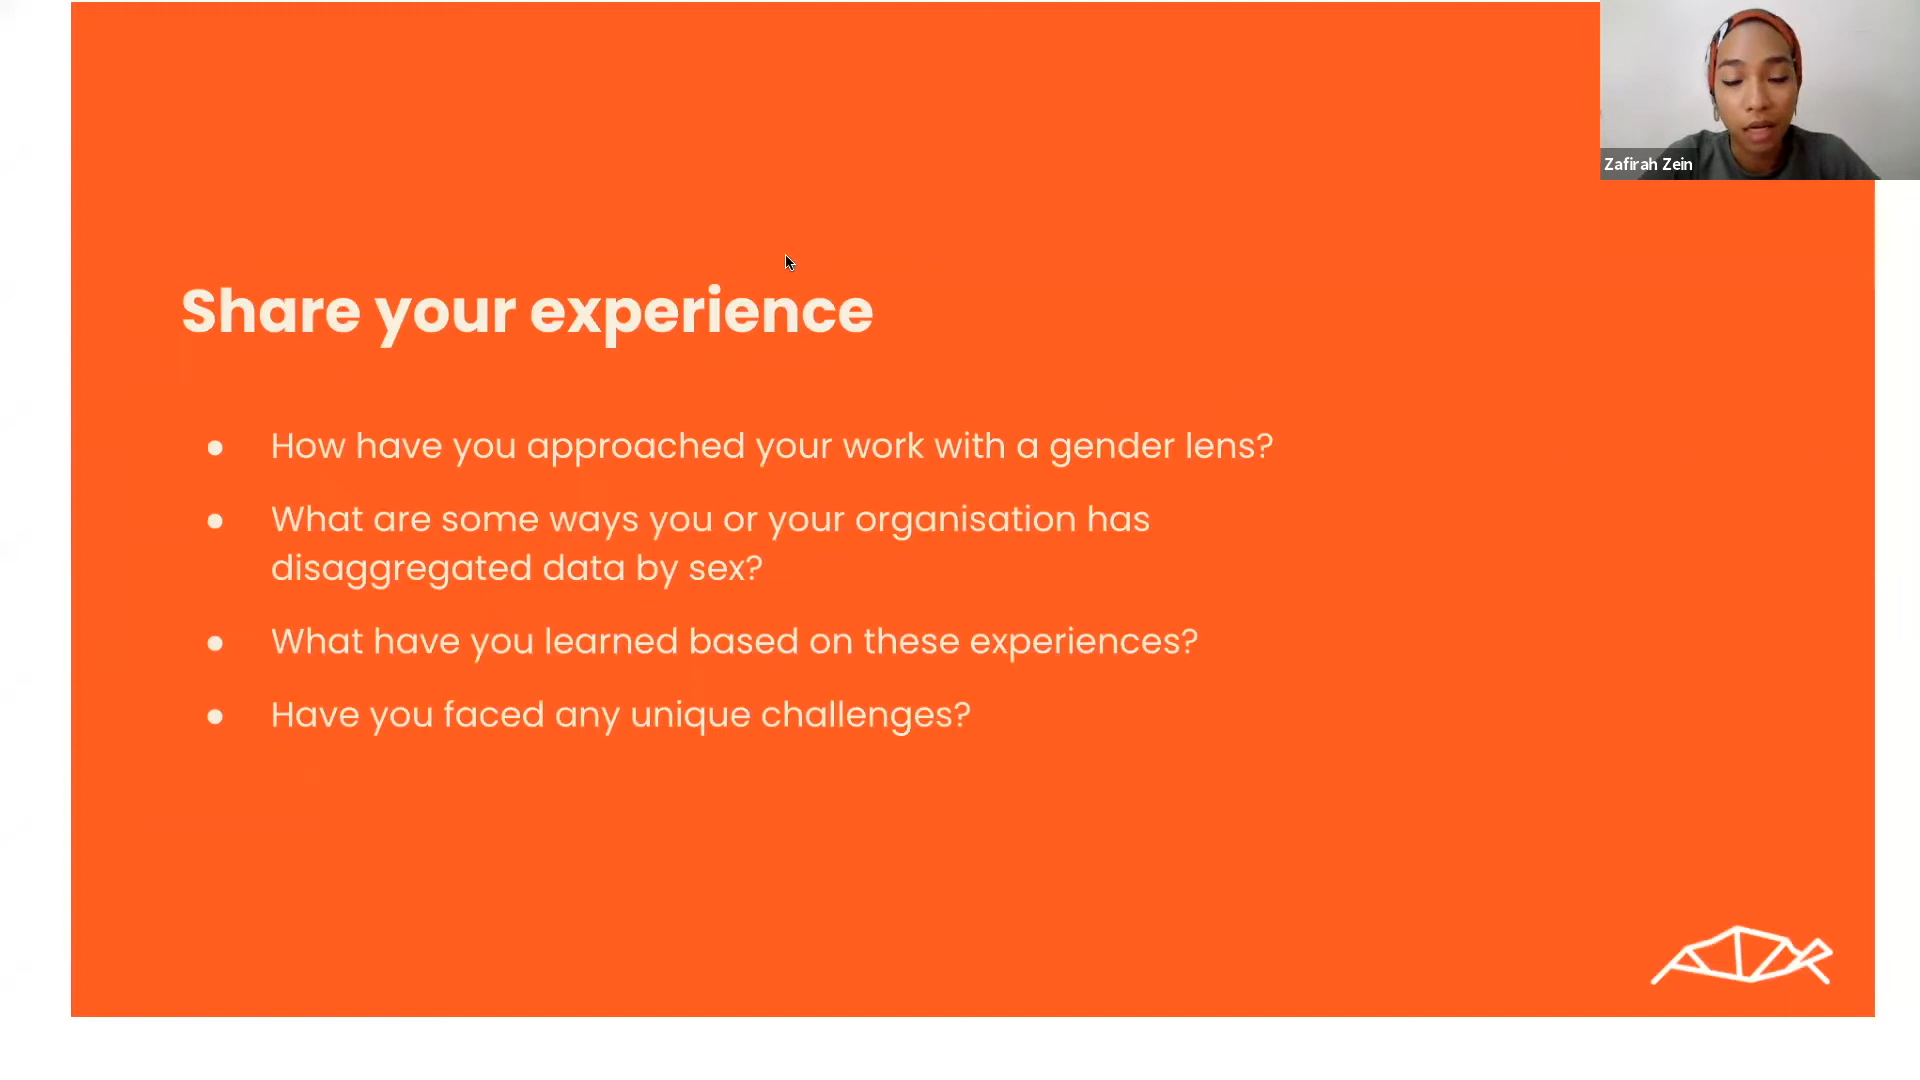 Zafirah Zein
Share your experience
● How have you approached your work with a gender lens?
● What are some ways you or your organisation has
disaggregated data by sex?
● What have you learned based on these experiences?
● Have you faced any unique challenges?